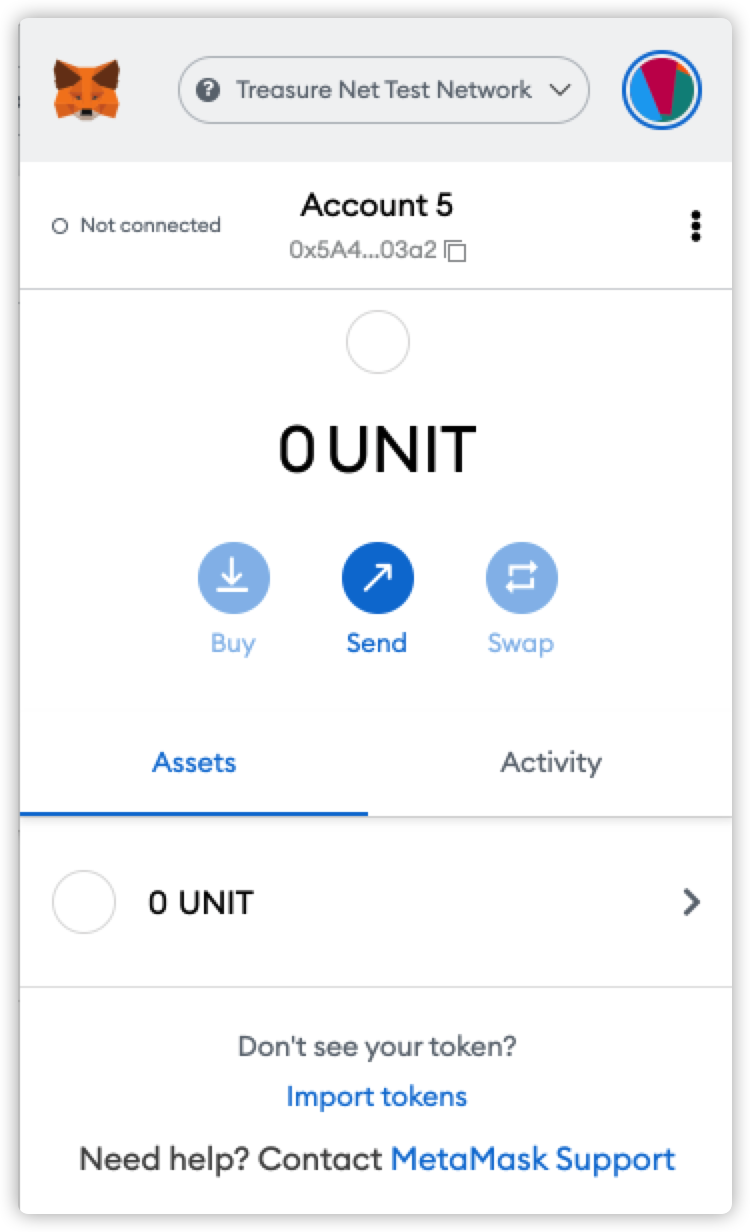 Treasure Net Test Network
Not connected
Account 5
0x5A4...03a2
0 UNIT
Buy
Send
Swap
Assets
Activity
0 UNIT
Don't see your token?
Import tokens
Need help? Contact MetaMask Support